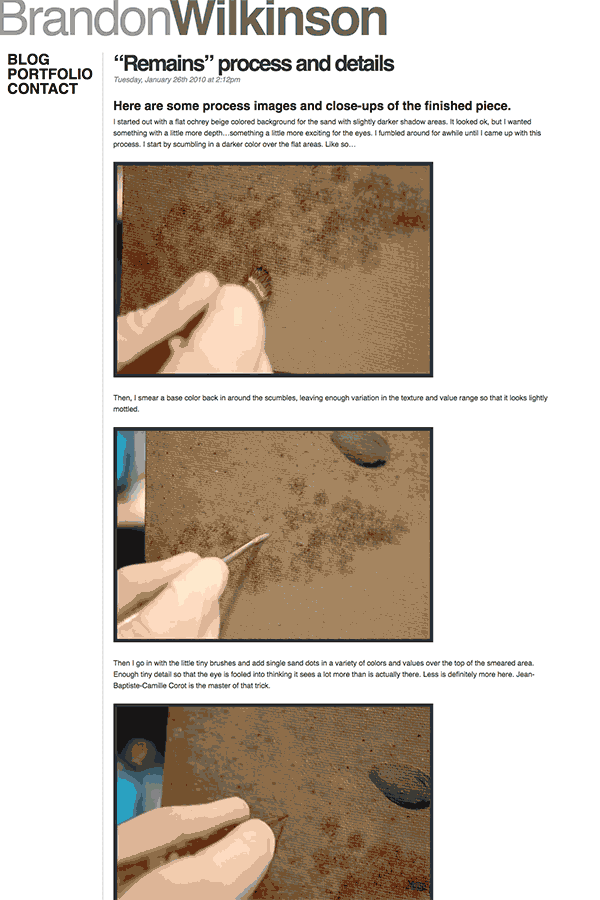 BrandonWilkinson
BLOG
PORTFOLIO
CONTACT
“Remains” process and details
Tuesday, January 26th 2010 at 2:12pm
Here are some process images and close-ups of the finished piece.
I started out with a flat ochrey beige colored background for the sand with slightly darker shadow areas. It looked ok, but I wanted
something with a little more depth…something a little more exciting for the eyes. I fumbled around for awhile until I came up with this
process. I start by scumbling in a darker color over the flat areas. Like so…
Then, I smear a base color back in around the scumbles, leaving enough variation in the texture and value range so that it looks lightly
mottled.
Then I go in with the little tiny brushes and add single sand dots in a variety of colors and values over the top of the smeared area.
Enough tiny detail so that the eye is fooled into thinking it sees a lot more than is actually there. Less is definitely more here. Jean-
Baptiste-Camille Corot is the master of that trick.